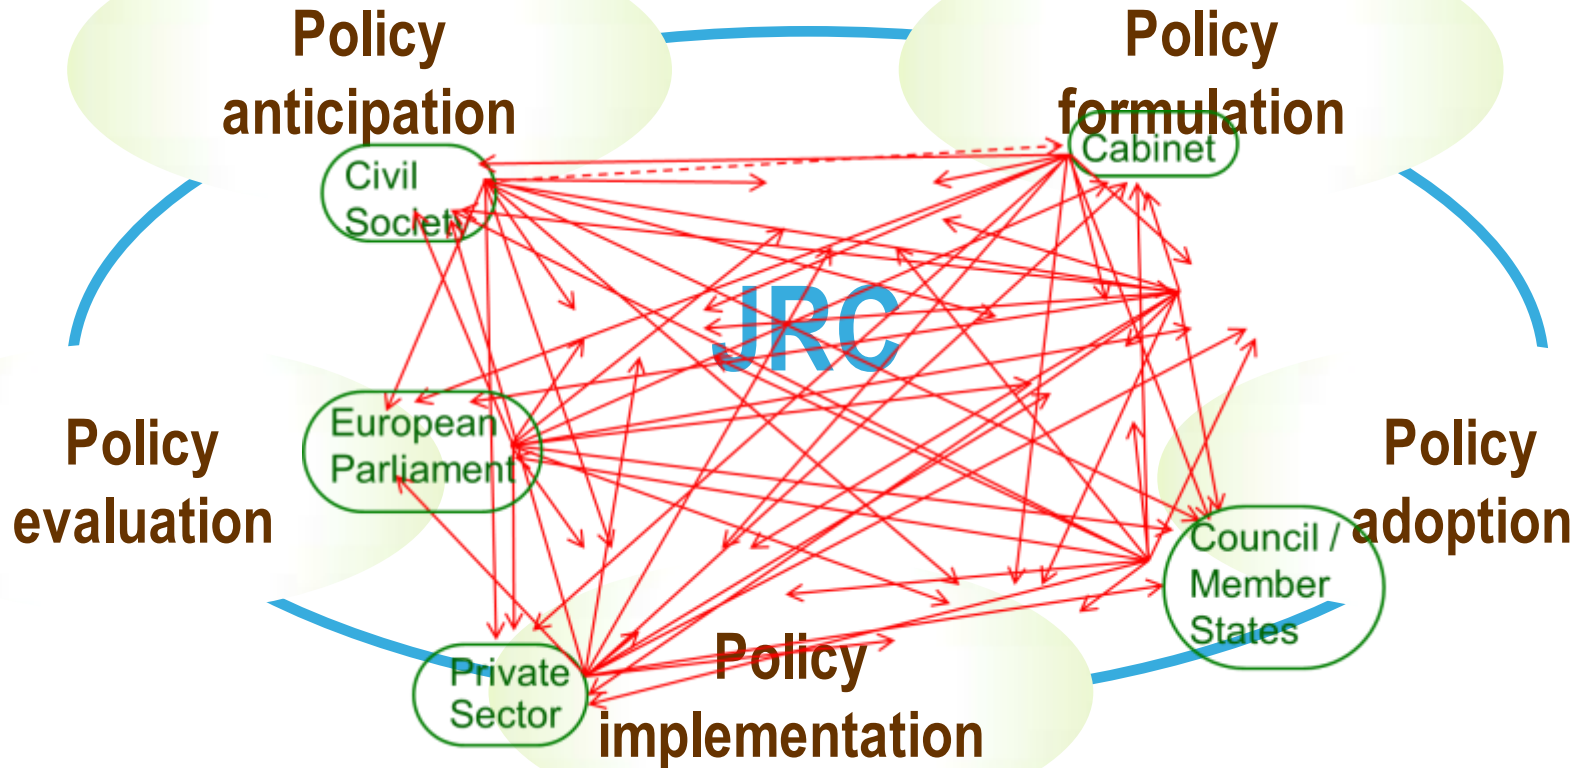 Policy
anticipation
Policy
formulation
Cabinet
Civil
Society
JRC
European
Parliament
Policy
evaluation
Policy
adoption
Council /
Member
States
Private
Sector
Policy
implementation